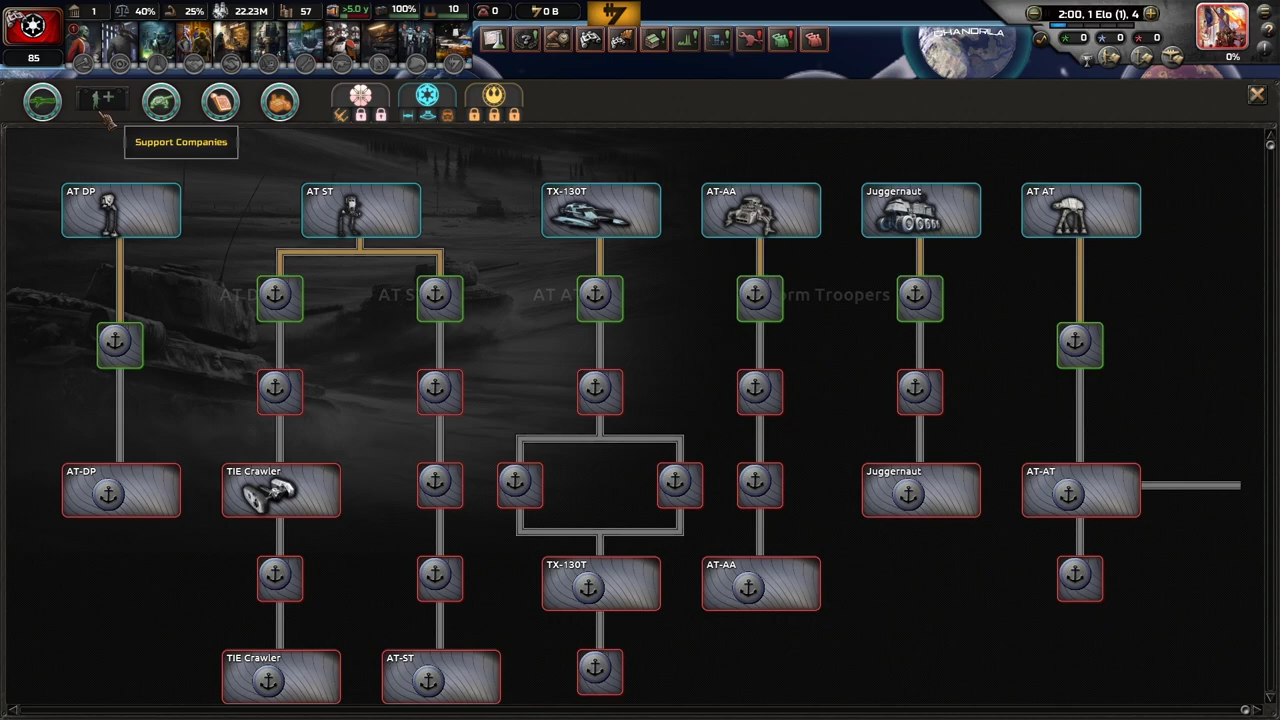 1
40%
25%
22.23M
57
>5.0 y
100%
10
0
0 B
CHANDRILA
2:00, 1 Elo (1), 4
0
0
0
0%
85
Support Companies
AT DP
AT ST
TX-130T
AT-AA
Juggernaut
AT AT
AT-DP
TIE Crawler
Juggernaut
AT-AT
TX-130T
AT-AA
TIE Crawler
AT-ST